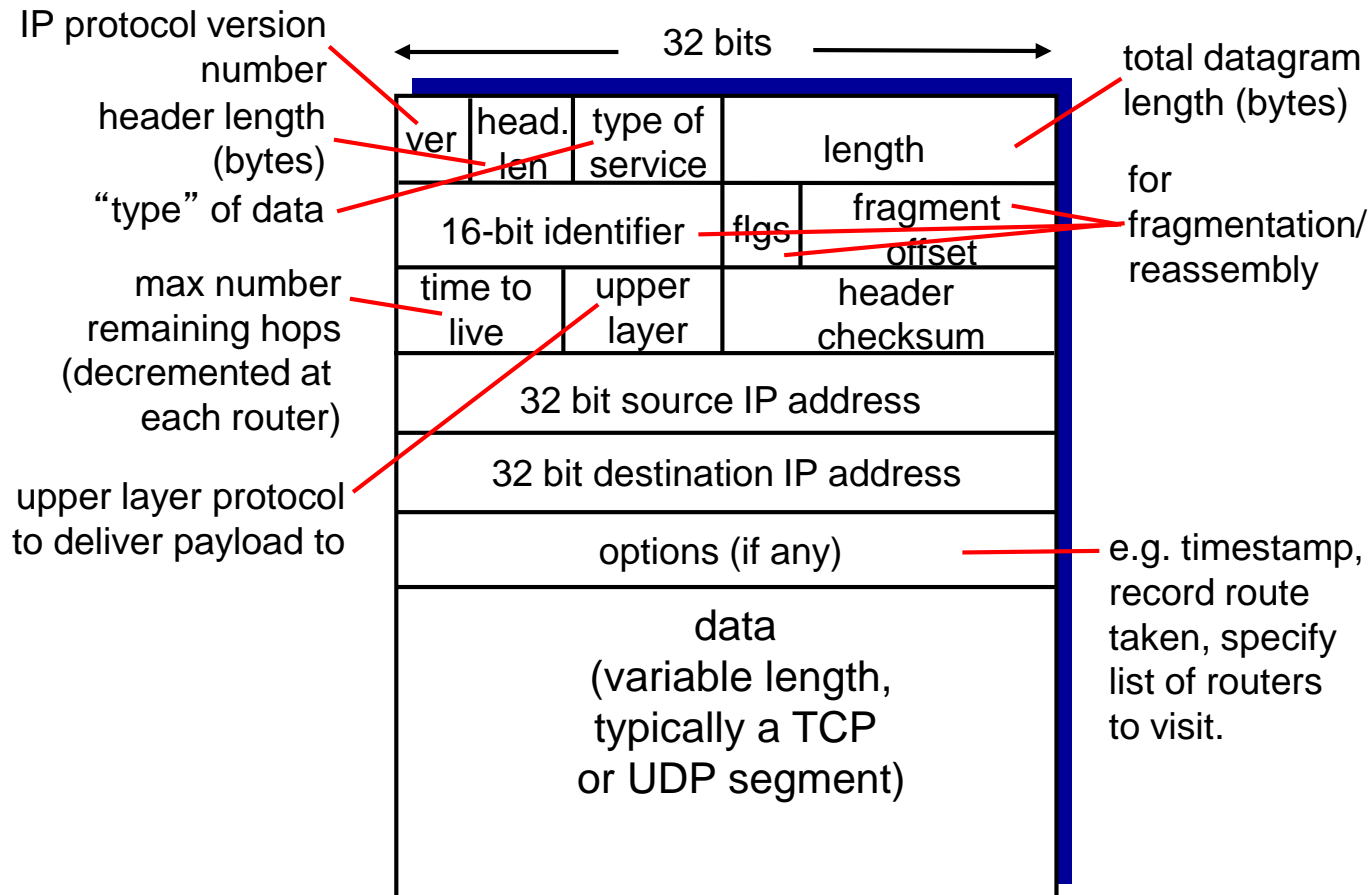 IP protocol version
number
header length
(bytes)
“type” of data
max number
remaining hops
(decremented at
each router)
upper layer protocol
to deliver payload to
32 bits
ver
head.
len
type of
service
length
16-bit identifier
flgs
fragment
offset
time to
live
upper
layer
header
checksum
32 bit source IP address
32 bit destination IP address
options (if any)
data
(variable length,
typically a TCP
or UDP segment)
total datagram
length (bytes)
for
fragmentation/
reassembly
e.g. timestamp,
record route
taken, specify
list of routers
to visit.